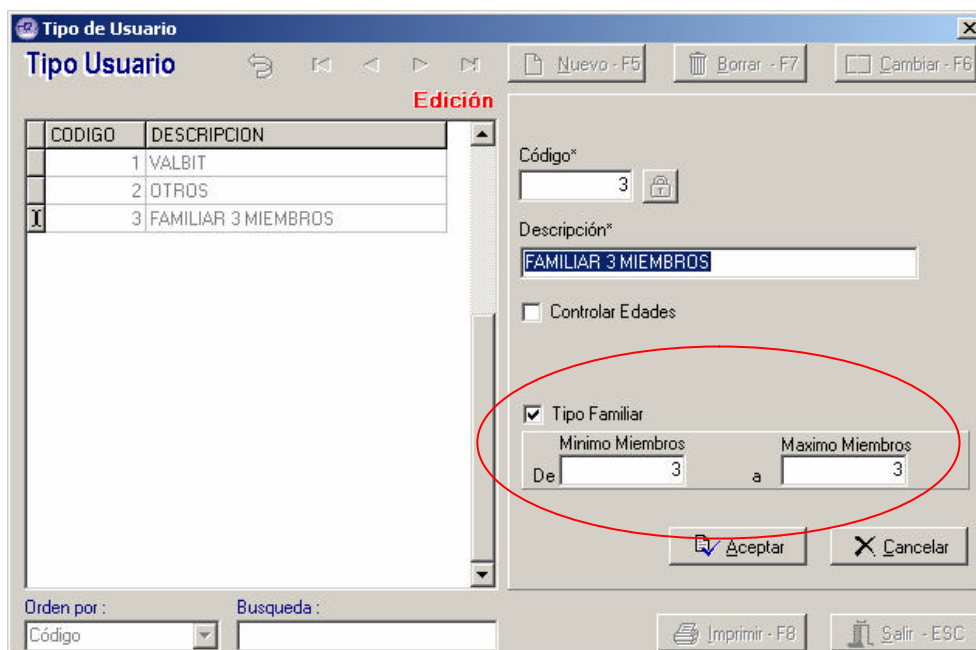 Tipo de Usuario
Tipo Usuario
Nuevo - F5
Borrar - F7
Cambiar - F6
Edición
CODIGO DESCRIPCION
1 VALBIT
2 OTROS
3 FAMILIAR 3 MIEMBROS
Código*
3
Descripción*
FAMILIAR 3 MIEMBROS
Controlar Edades
Tipo Familiar
Minimo Miembros Maximo Miembros
De 3 a 3
Aceptar Cancelar
Orden por : Busqueda :
Código
Imprimir - F8 Salir - ESC